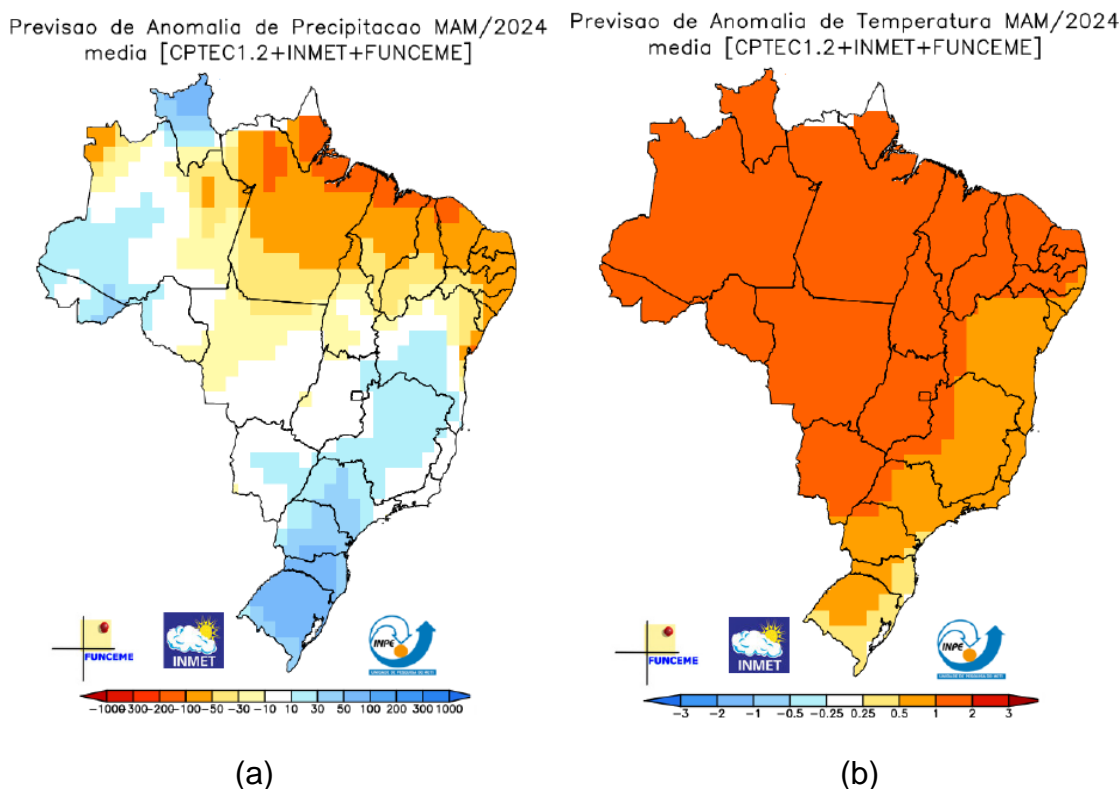 Previsao de Anomalia de Precipitacao MAM/2024
media [CPTEC1.2+INMET+FUNCEME]
FUNCEME
INMET
INPE
−1000 −300 −200 −100 −50 −30 −10 10 30 50 100 200 300 1000
(a)
Previsao de Anomalia de Temperatura MAM/2024
media [CPTEC1.2+INMET+FUNCEME]
FUNCEME
INMET
INPE
−3 −2 −1 −0.5 −0.25 0.25 0.5 1 2 3
(b)